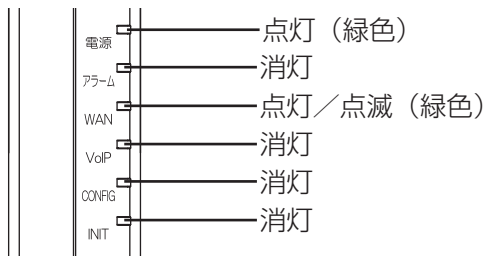 電源 点灯（緑色）
アラーム 消灯
WAN 点灯／点滅（緑色）
VoIP 消灯
CONFIG 消灯
INIT 消灯